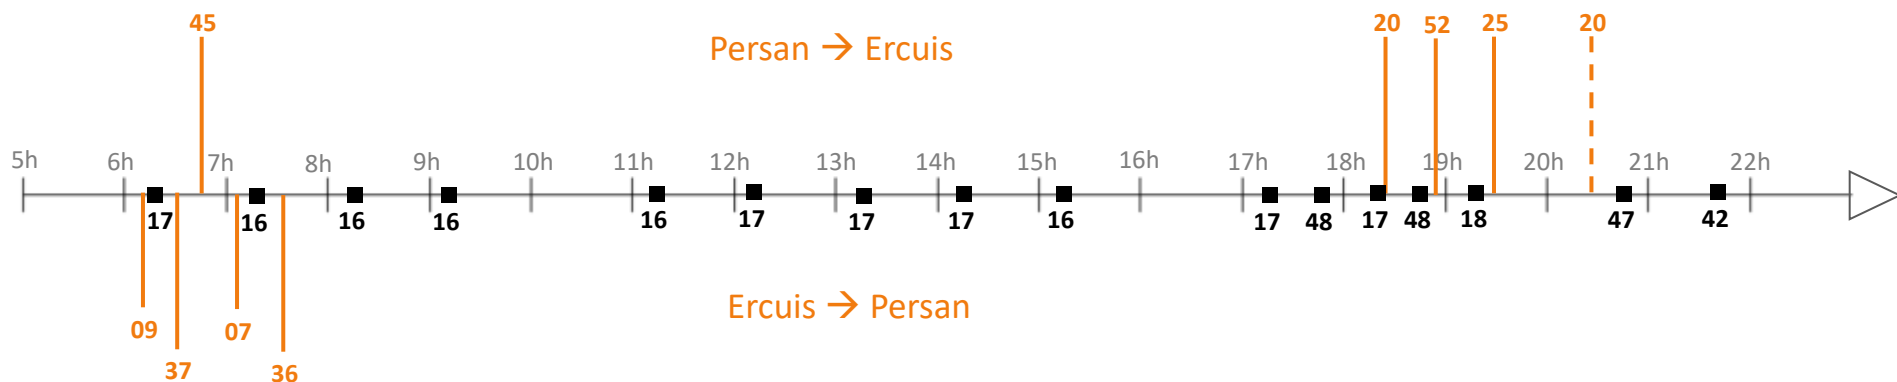 45 20 52 25 20
Persan → Ercuis
5h 6h 7h 8h 9h 10h 11h 12h 13h 14h 15h 16h 17h 18h 19h 20h 21h 22h
17 16 16 16 16 17 17 17 16 17 48 17 48 18 47 42
Ercuis → Persan
09 07
37 36